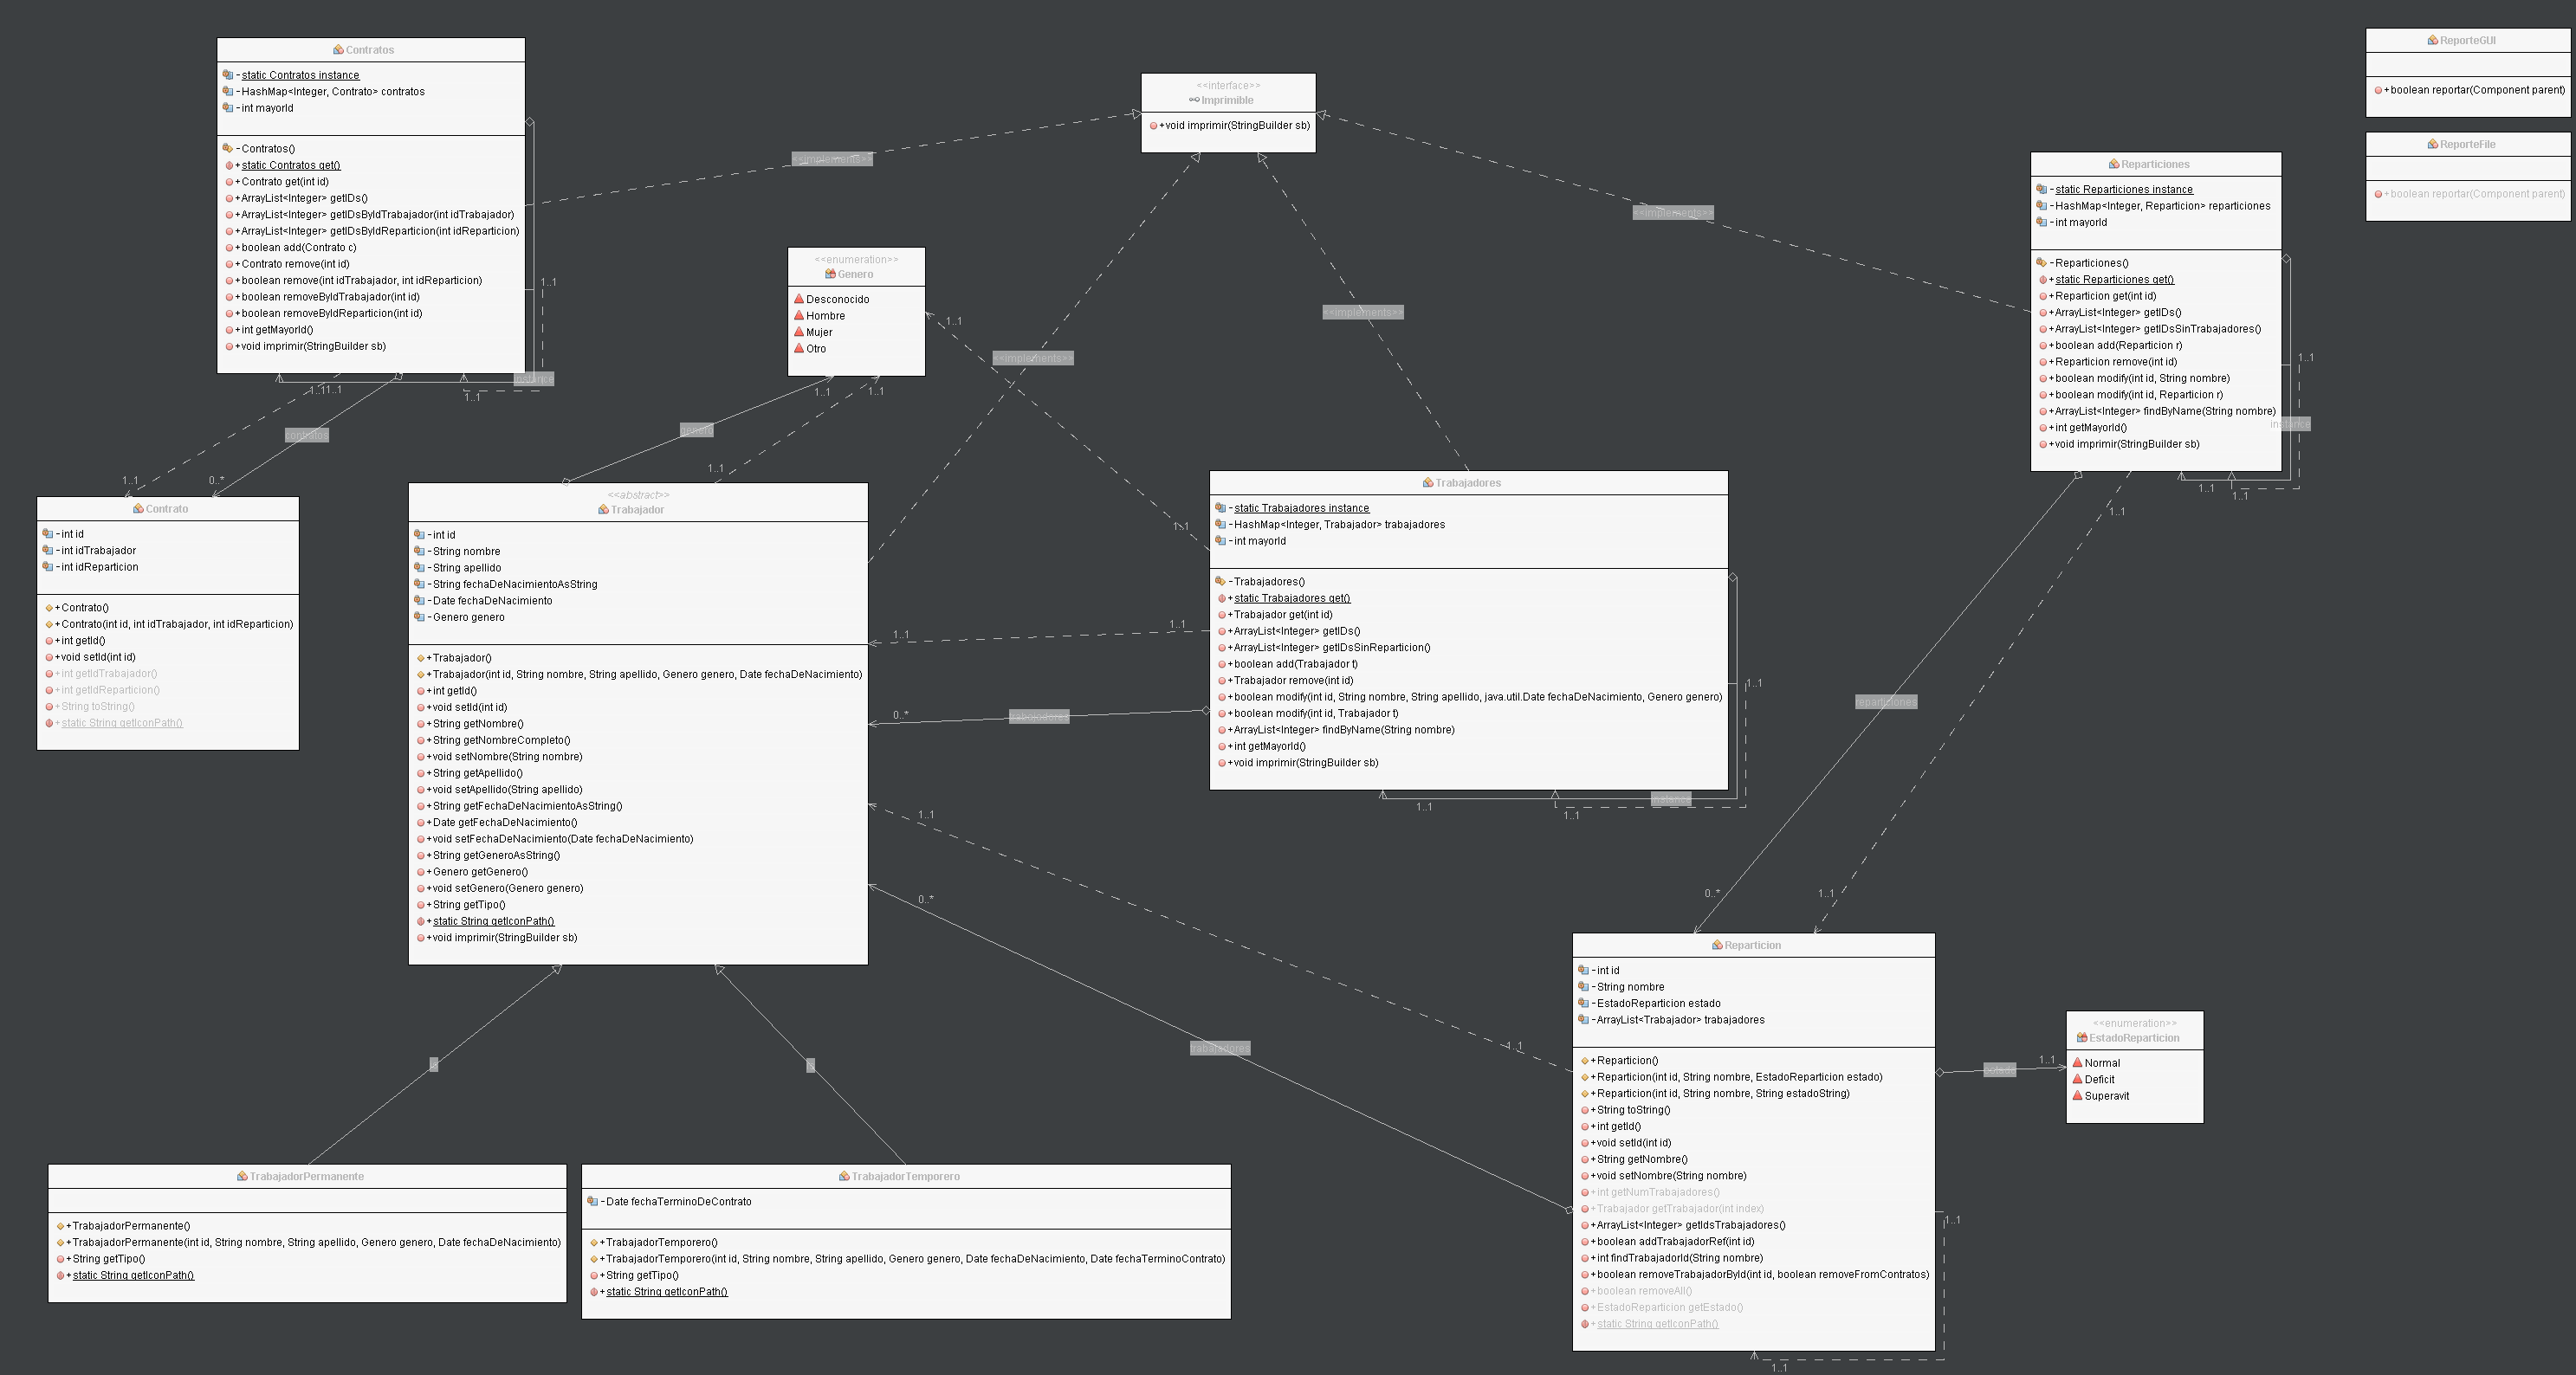 Contratos
-static Contratos instance
-HashMap<Integer, Contrato> contratos
-int mayorId
-Contratos()
+static Contratos get()
+Contrato get(int id)
+ArrayList<Integer> getIDs()
+ArrayList<Integer> getIDsByIdTrabajador(int idTrabajador)
+ArrayList<Integer> getIDsByIdReparticion(int idReparticion)
+boolean add(Contrato c)
+Contrato remove(int id)
+boolean remove(int idTrabajador, int idReparticion)
+boolean removeByIdTrabajador(int id)
+boolean removeByIdReparticion(int id)
+int getMayorId()
+void imprimir(StringBuilder sb)
1..1
instance
1..1
1..1
1..1
contratos
1..1
0..*
<<implements>>
<<interface>>
Imprimible
+void imprimir(StringBuilder sb)
<<implements>>
<<implements>>
<<implements>>
ReporteGUI
+boolean reportar(Component parent)
ReporteFile
+boolean reportar(Component parent)
Reparticiones
-static Reparticiones instance
-HashMap<Integer, Reparticion> reparticiones
-int mayorId
-Reparticiones()
+static Reparticiones get()
+Reparticion get(int id)
+ArrayList<Integer> getIDs()
+ArrayList<Integer> getIDsSinTrabajadores()
+boolean add(Reparticion r)
+Reparticion remove(int id)
+boolean modify(int id, String nombre)
+boolean modify(int id, Reparticion r)
+ArrayList<Integer> findByName(String nombre)
+int getMayorId()
+void imprimir(StringBuilder sb)
1..1
instance
1..1
1..1
1..1
reparticiones
0..*
1..1
<<enumeration>>
Genero
Desconocido
Hombre
Mujer
Otro
1..1
1..1
1..1
genero
1..1
1..1
Contrato
-int id
-int idTrabajador
-int idReparticion
+Contrato()
+Contrato(int id, int idTrabajador, int idReparticion)
+int getId()
+void setId(int id)
+int getIdTrabajador()
+int getIdReparticion()
+String toString()
+static String getIconPath()
<<abstract>>
Trabajador
-int id
-String nombre
-String apellido
-String fechaDeNacimientoAsString
-Date fechaDeNacimiento
-Genero genero
+Trabajador()
+Trabajador(int id, String nombre, String apellido, Genero genero, Date fechaDeNacimiento)
+int getId()
+void setId(int id)
+String getNombre()
+String getNombreCompleto()
+void setNombre(String nombre)
+String getApellido()
+void setApellido(String apellido)
+String getFechaDeNacimientoAsString()
+Date getFechaDeNacimiento()
+void setFechaDeNacimiento(Date fechaDeNacimiento)
+String getGeneroAsString()
+Genero getGenero()
+void setGenero(Genero genero)
+String getTipo()
+static String getIconPath()
+void imprimir(StringBuilder sb)
1..1
1..1
0..*
trabajadores
1..1
0..*
trabajadores
1..1
Trabajadores
-static Trabajadores instance
-HashMap<Integer, Trabajador> trabajadores
-int mayorId
-Trabajadores()
+static Trabajadores get()
+Trabajador get(int id)
+ArrayList<Integer> getIDs()
+ArrayList<Integer> getIDsSinReparticion()
+boolean add(Trabajador t)
+Trabajador remove(int id)
+boolean modify(int id, String nombre, String apellido, java.util.Date fechaDeNacimiento, Genero genero)
+boolean modify(int id, Trabajador t)
+ArrayList<Integer> findByName(String nombre)
+int getMayorId()
+void imprimir(StringBuilder sb)
1..1
1..1
instance
1..1
Reparticion
-int id
-String nombre
-EstadoReparticion estado
-ArrayList<Trabajador> trabajadores
+Reparticion()
+Reparticion(int id, String nombre, EstadoReparticion estado)
+Reparticion(int id, String nombre, String estadoString)
+String toString()
+int getId()
+void setId(int id)
+String getNombre()
+void setNombre(String nombre)
+int getNumTrabajadores()
+Trabajador getTrabajador(int index)
+ArrayList<Integer> getIdsTrabajadores()
+boolean addTrabajadorRef(int id)
+int findTrabajadorId(String nombre)
+boolean removeTrabajadorById(int id, boolean removeFromContratos)
+boolean removeAll()
+EstadoReparticion getEstado()
+static String getIconPath()
1..1
1..1
estado
1..1
<<enumeration>>
EstadoReparticion
Normal
Deficit
Superavit
TrabajadorPermanente
+TrabajadorPermanente()
+TrabajadorPermanente(int id, String nombre, String apellido, Genero genero, Date fechaDeNacimiento)
+String getTipo()
+static String getIconPath()
TrabajadorTemporero
-Date fechaTerminoDeContrato
+TrabajadorTemporero()
+TrabajadorTemporero(int id, String nombre, String apellido, Genero genero, Date fechaDeNacimiento, Date fechaTerminoContrato)
+String getTipo()
+static String getIconPath()